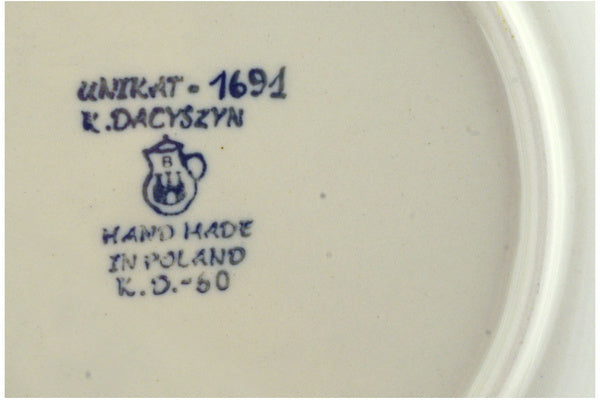 UNIKAT - 1691
K. DACYSZYN
B
HAND MADE
IN POLAND
K.D.-60